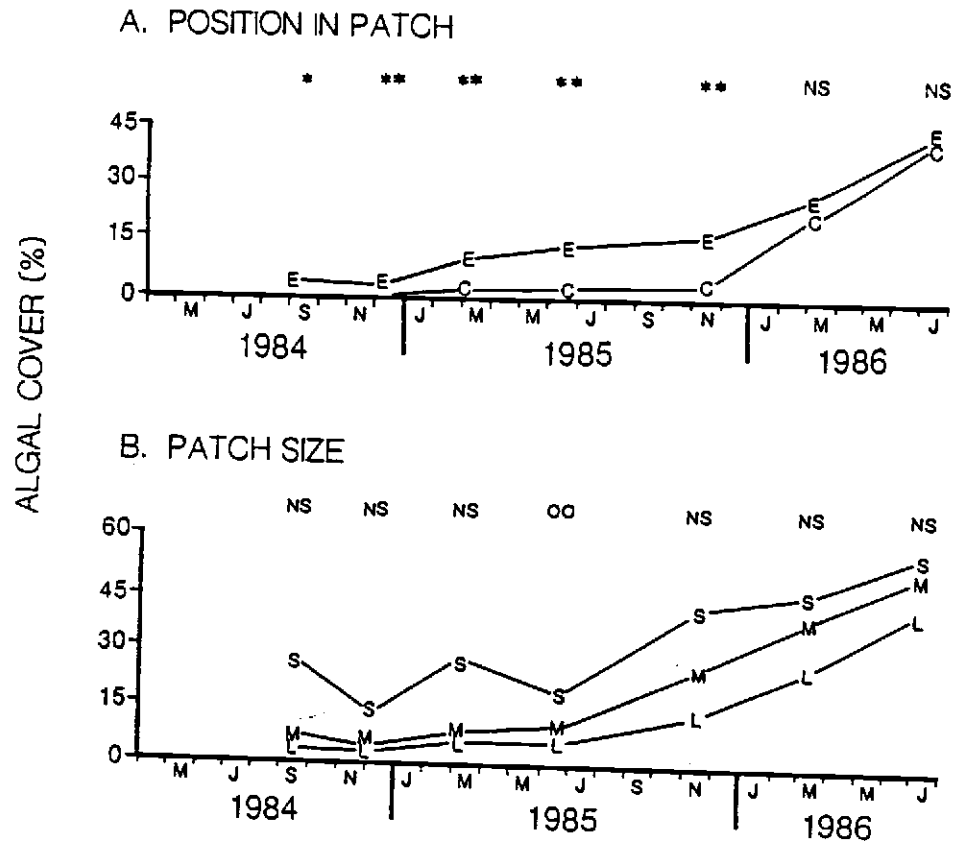 A. POSITION IN PATCH
* ** ** ** ** NS NS
45
30
15
0
E E E E E E E
C C C C C
M J S N J M M J S N J M M J
1984 1985 1986
ALGAL COVER (%)
B. PATCH SIZE
NS NS NS oo NS NS NS
60
45
30
15
0
S S S S S S S
M M M M M M M
L L L L L L L
M J S N J M M J S N J M M J
1984 1985 1986